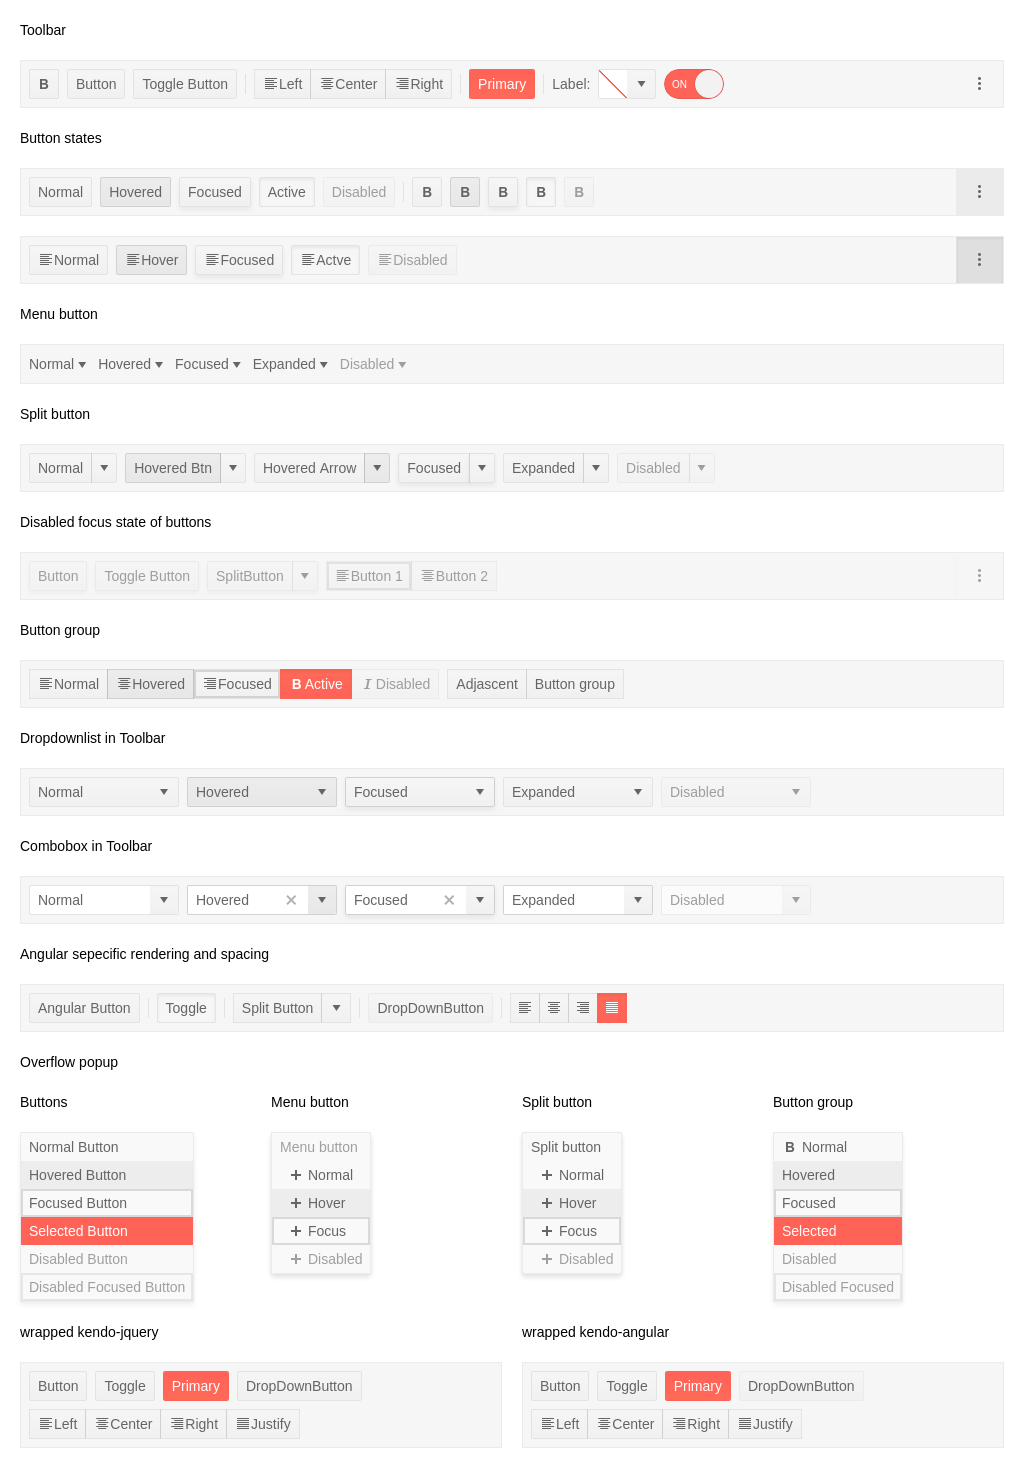 Toolbar
B Button Toggle Button Left Center Right Primary Label: ON
Button states
Normal Hovered Focused Active Disabled B B B B B
Normal Hover Focused Actve Disabled
Menu button
Normal Hovered Focused Expanded Disabled
Split button
Normal Hovered Btn Hovered Arrow Focused Expanded Disabled
Disabled focus state of buttons
Button Toggle Button SplitButton Button 1 Button 2
Button group
Normal Hovered Focused B Active I Disabled Adjascent Button group
Dropdownlist in Toolbar
Normal Hovered Focused Expanded Disabled
Combobox in Toolbar
Normal Hovered Focused Expanded Disabled
Angular sepecific rendering and spacing
Angular Button Toggle Split Button DropDownButton
Overflow popup
Buttons
Normal Button
Hovered Button
Focused Button
Selected Button
Disabled Button
Disabled Focused Button
Menu button
Menu button
Normal
Hover
Focus
Disabled
Split button
Split button
Normal
Hover
Focus
Disabled
Button group
B Normal
Hovered
Focused
Selected
Disabled
Disabled Focused
wrapped kendo-jquery
Button Toggle Primary DropDownButton
Left Center Right Justify
wrapped kendo-angular
Button Toggle Primary DropDownButton
Left Center Right Justify